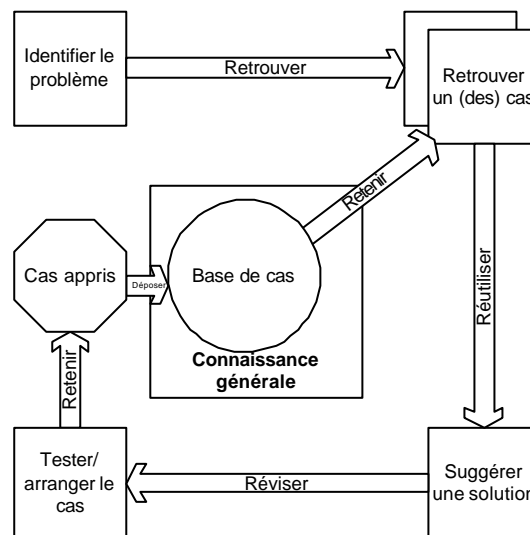 Identifier le
problème
Retrouver
Retrouver
un (des) cas
Retenir
Cas appris
Déposer
Base de cas
Connaissance
générale
Réutiliser
Retenir
Tester/
arranger le
cas
Réviser
Suggérer
une solution